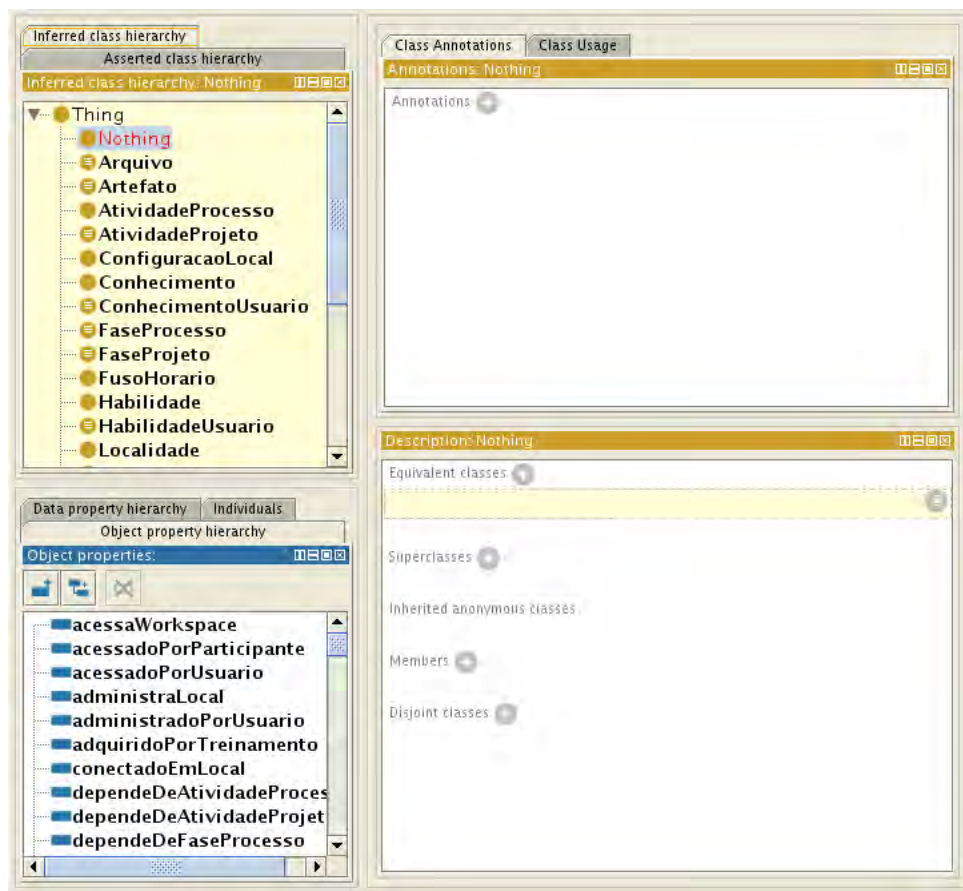 Inferred class hierarchy
Asserted class hierarchy
Inferred class hierarchy: Nothing
Thing
Nothing
Arquivo
Artefato
AtividadeProcesso
AtividadeProjeto
ConfiguracaoLocal
Conhecimento
ConhecimentoUsuario
FaseProcesso
FaseProjeto
FusoHorario
Habilidade
HabilidadeUsuario
Localidade
Data property hierarchy Individuals
Object property hierarchy
Object properties:
acessaWorkspace
acessadoPorParticipante
acessadoPorUsuario
administraLocal
administradoPorUsuario
adquiridoPorTreinamento
conectadoEmLocal
dependeDeAtividadeProces
dependeDeAtividadeProjet
dependeDeFaseProcesso
Class Annotations Class Usage
Annotations: Nothing
Annotations
Description: Nothing
Equivalent classes
Superclasses
Inherited anonymous classes
Members
Disjoint classes